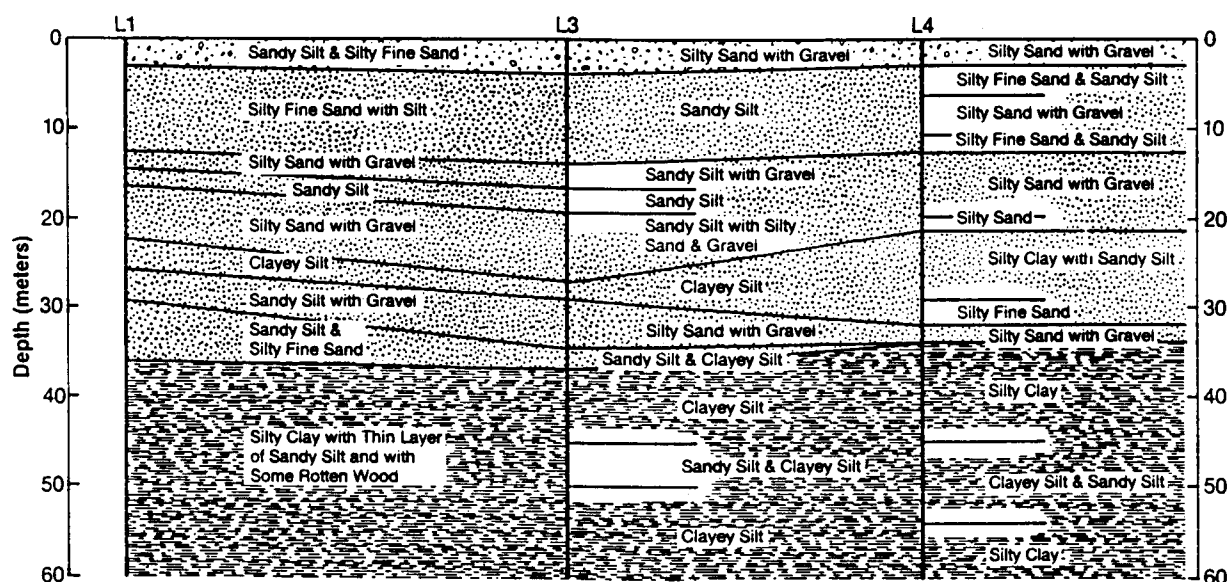 L1
L3
L4
Depth (meters)
0
10
20
30
40
50
60
Sandy Silt & Silty Fine Sand
Silty Fine Sand with Silt
Silty Sand with Gravel
Sandy Silt
Silty Sand with Gravel
Clayey Silt
Sandy Silt with Gravel
Sandy Silt &
Silty Fine Sand
Silty Clay with Thin Layer
of Sandy Silt and with
Some Rotten Wood
Silty Sand with Gravel
Sandy Silt
Sandy Silt with Gravel
Sandy Silt
Sandy Silt with Silty
Sand & Gravel
Clayey Silt
Silty Sand with Gravel
Sandy Silt & Clayey Silt
Clayey Silt
Sandy Silt & Clayey Silt
Clayey Silt
Silty Sand with Gravel
Silty Fine Sand & Sandy Silt
Silty Sand with Gravel
Silty Fine Sand & Sandy Silt
Silty Sand with Gravel
Silty Sand
Silty Clay with Sandy Silt
Silty Fine Sand
Silty Sand with Gravel
Silty Clay
Clayey Silt & Sandy Silt
Silty Clay
0
10
20
30
40
50
60